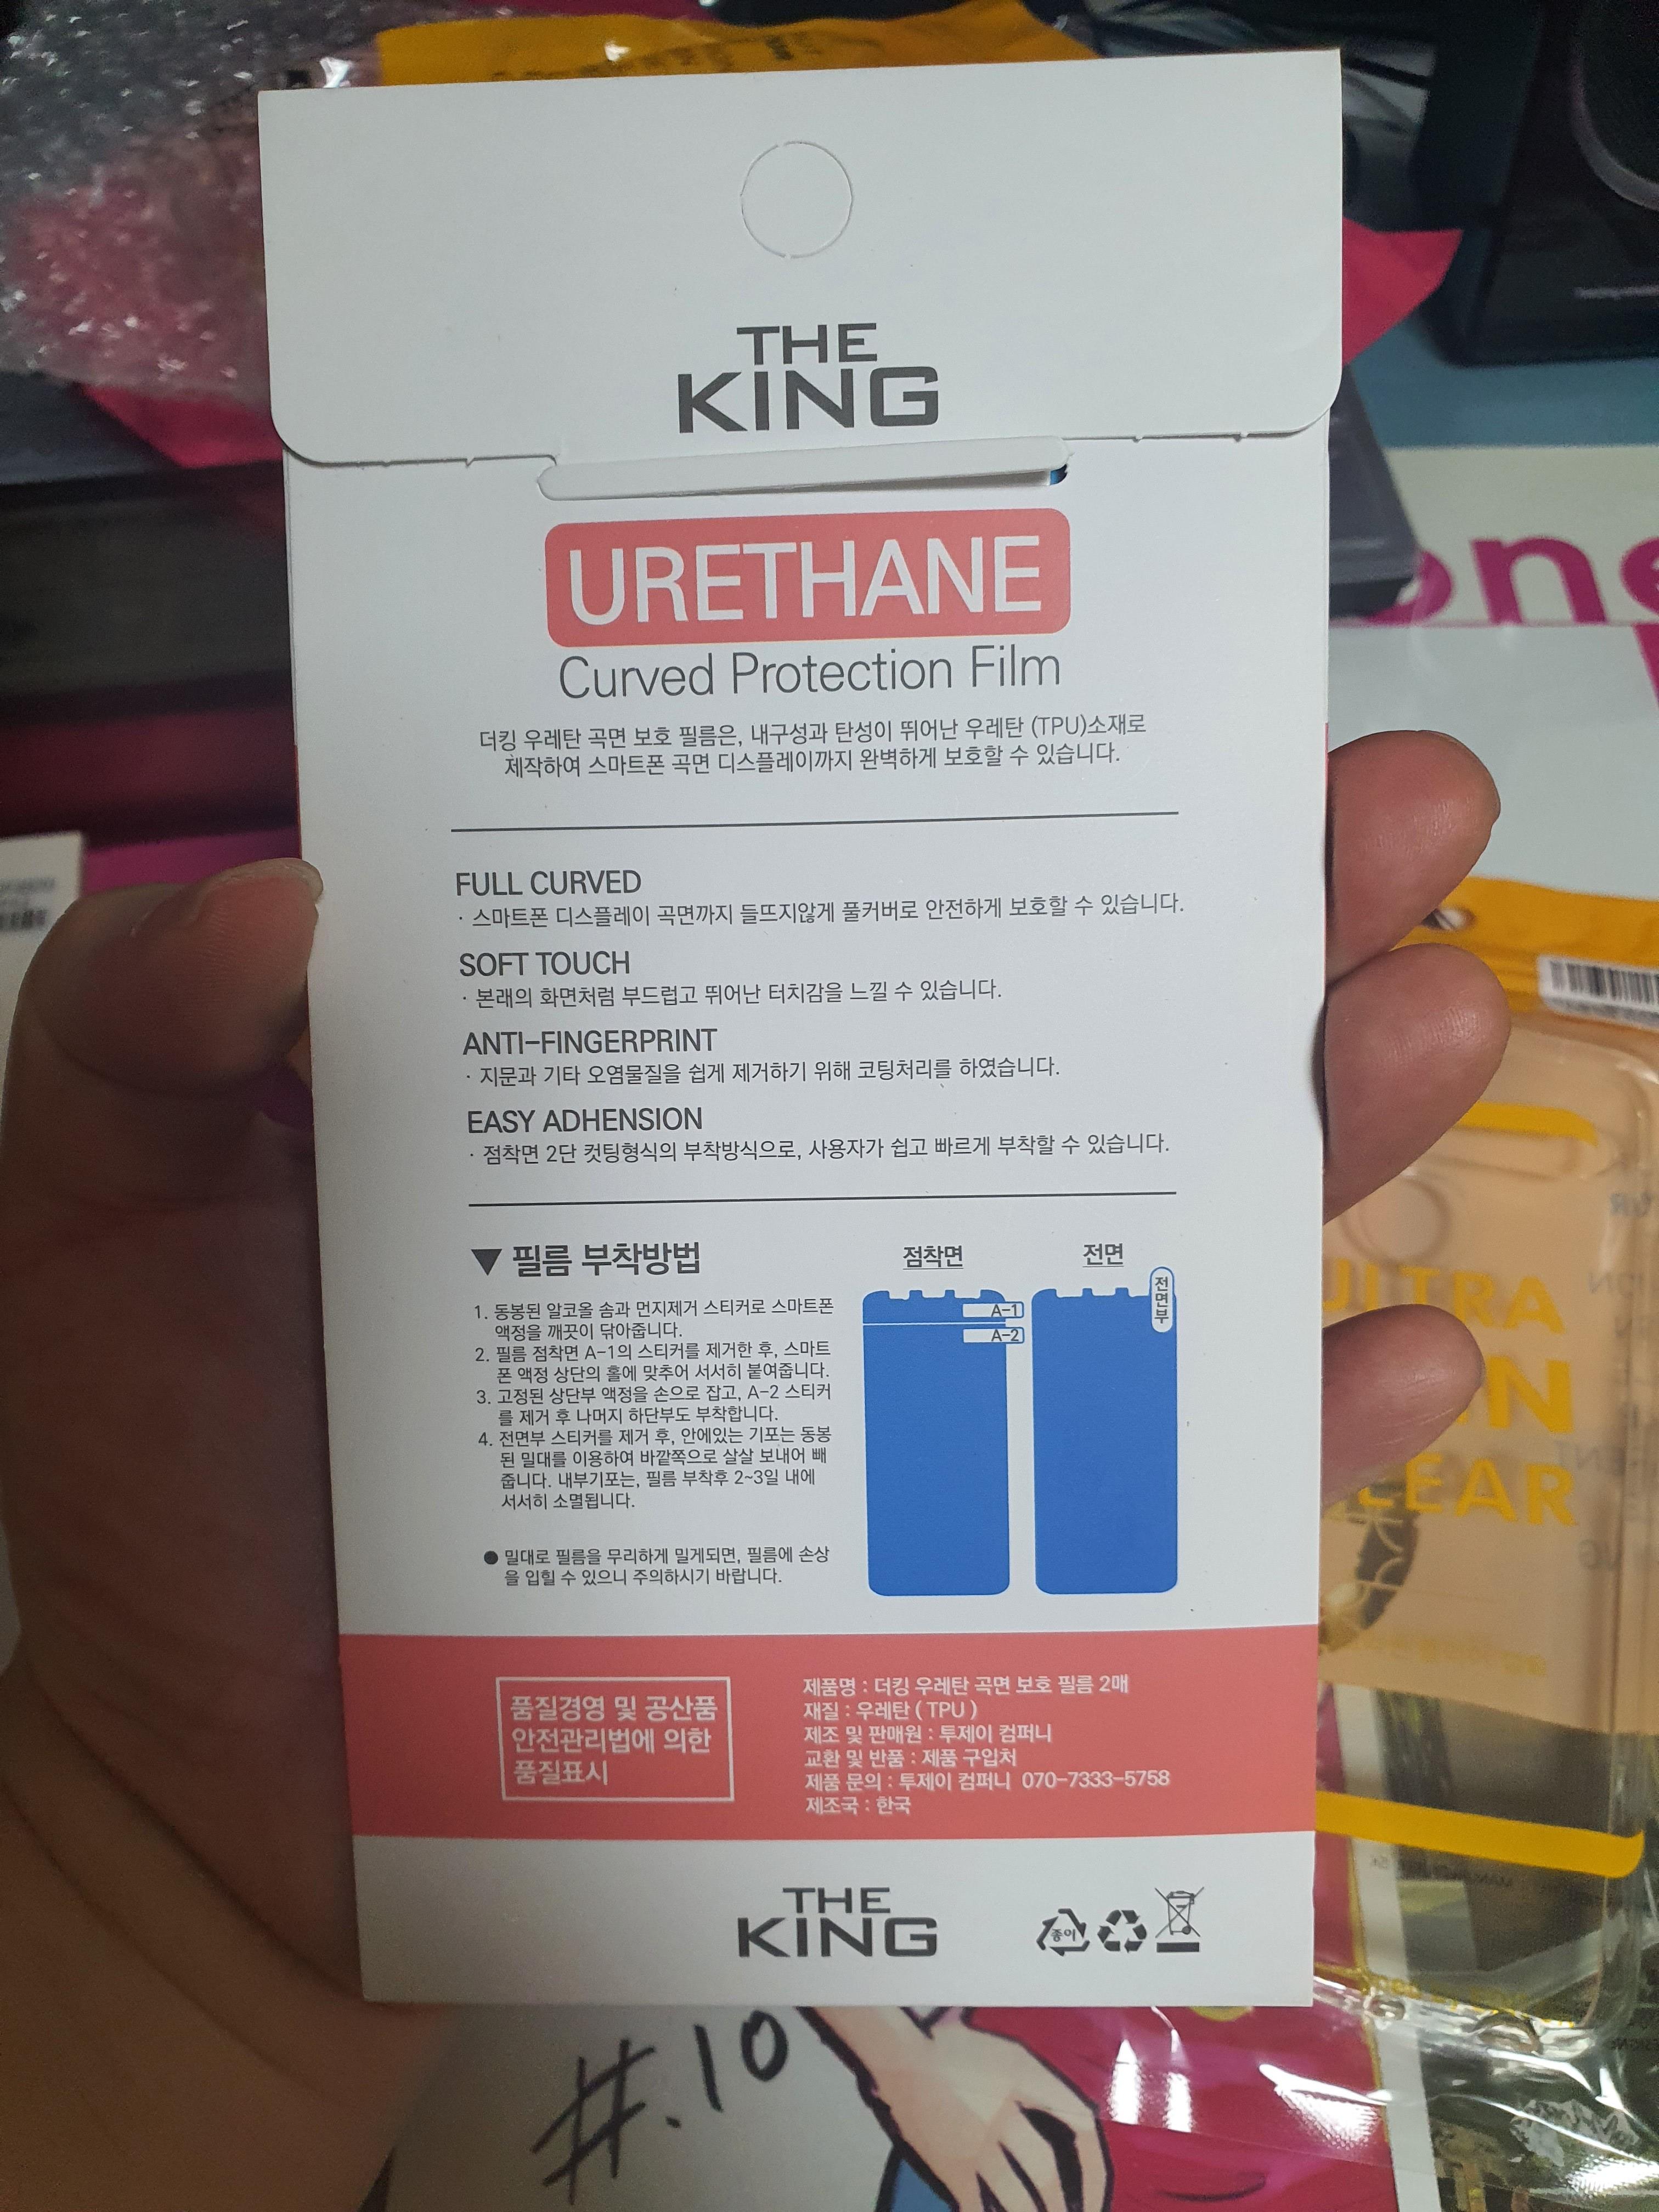 THE
KING
URETHANE
Curved Protection Film
더킹 우레탄 곡면 보호 필름은, 내구성과 탄성이 뛰어난 우레탄 (TPU)소재로
제작하여 스마트폰 곡면 디스플레이까지 완벽하게 보호할 수 있습니다.
FULL CURVED
· 스마트폰 디스플레이 곡면까지 들뜨지않게 풀커버로 안전하게 보호할 수 있습니다.
SOFT TOUCH
· 본래의 화면처럼 부드럽고 뛰어난 터치감을 느낄 수 있습니다.
ANTI-FINGERPRINT
· 지문과 기타 오염물질을 쉽게 제거하기 위해 코팅처리를 하였습니다.
EASY ADHENSION
· 점착면 2단 컷팅형식의 부착방식으로, 사용자가 쉽고 빠르게 부착할 수 있습니다.
▼ 필름 부착방법
1. 동봉된 알코올 솜과 먼지제거 스티커로 스마트폰
액정을 깨끗이 닦아줍니다.
2. 필름 점착면 A-1의 스티커를 제거한 후, 스마트
폰 액정 상단의 홀에 맞추어 서서히 붙여줍니다.
3. 고정된 상단부 액정을 손으로 잡고, A-2 스티커
를 제거 후 나머지 하단부도 부착합니다.
4. 전면부 스티커를 제거 후, 안에있는 기포는 동봉
된 밀대를 이용하여 바깥쪽으로 살살 보내어 빼
줍니다. 내부기포는, 필름 부착후 2~3일 내에
서서히 소멸됩니다.
● 밀대로 필름을 무리하게 밀게되면, 필름에 손상
을 입힐 수 있으니 주의하시기 바랍니다.
점착면
A-1
A-2
전면
전면부
품질경영 및 공산품
안전관리법에 의한
품질표시
제품명 : 더킹 우레탄 곡면 보호 필름 2매
재질 : 우레탄 ( TPU )
제조 및 판매원 : 투제이 컴퍼니
교환 및 반품 : 제품 구입처
제품 문의 : 투제이 컴퍼니 070-7333-5758
제조국 : 한국
THE
KING
종이
one
ULTRA
#.10